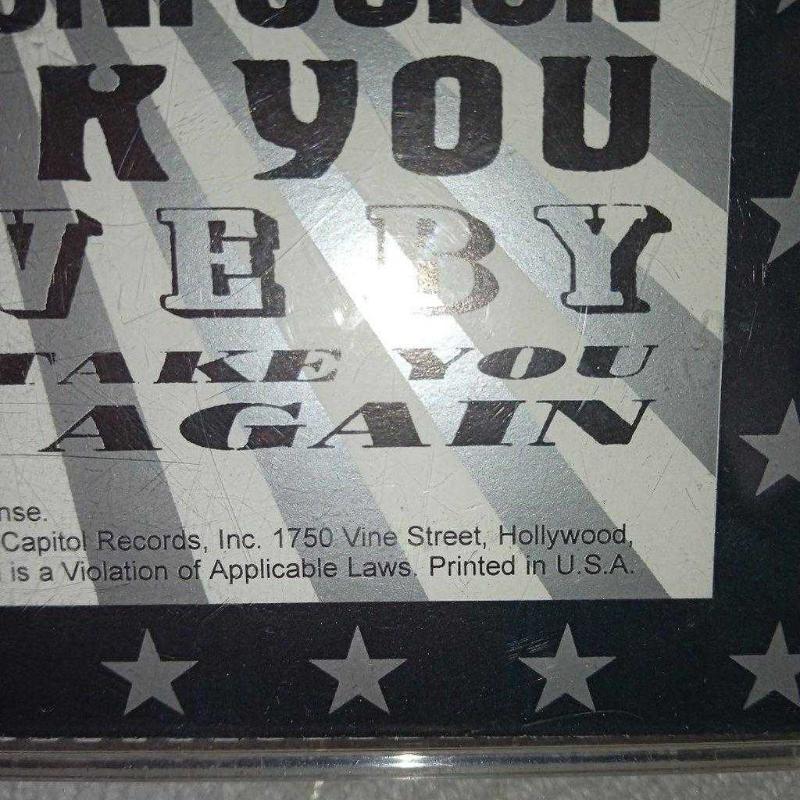 ONFUSION
K YOU
VE BY
TAKE YOU
AGAIN
nse.
Capitol Records, Inc. 1750 Vine Street, Hollywood,
is a Violation of Applicable Laws. Printed in U.S.A.